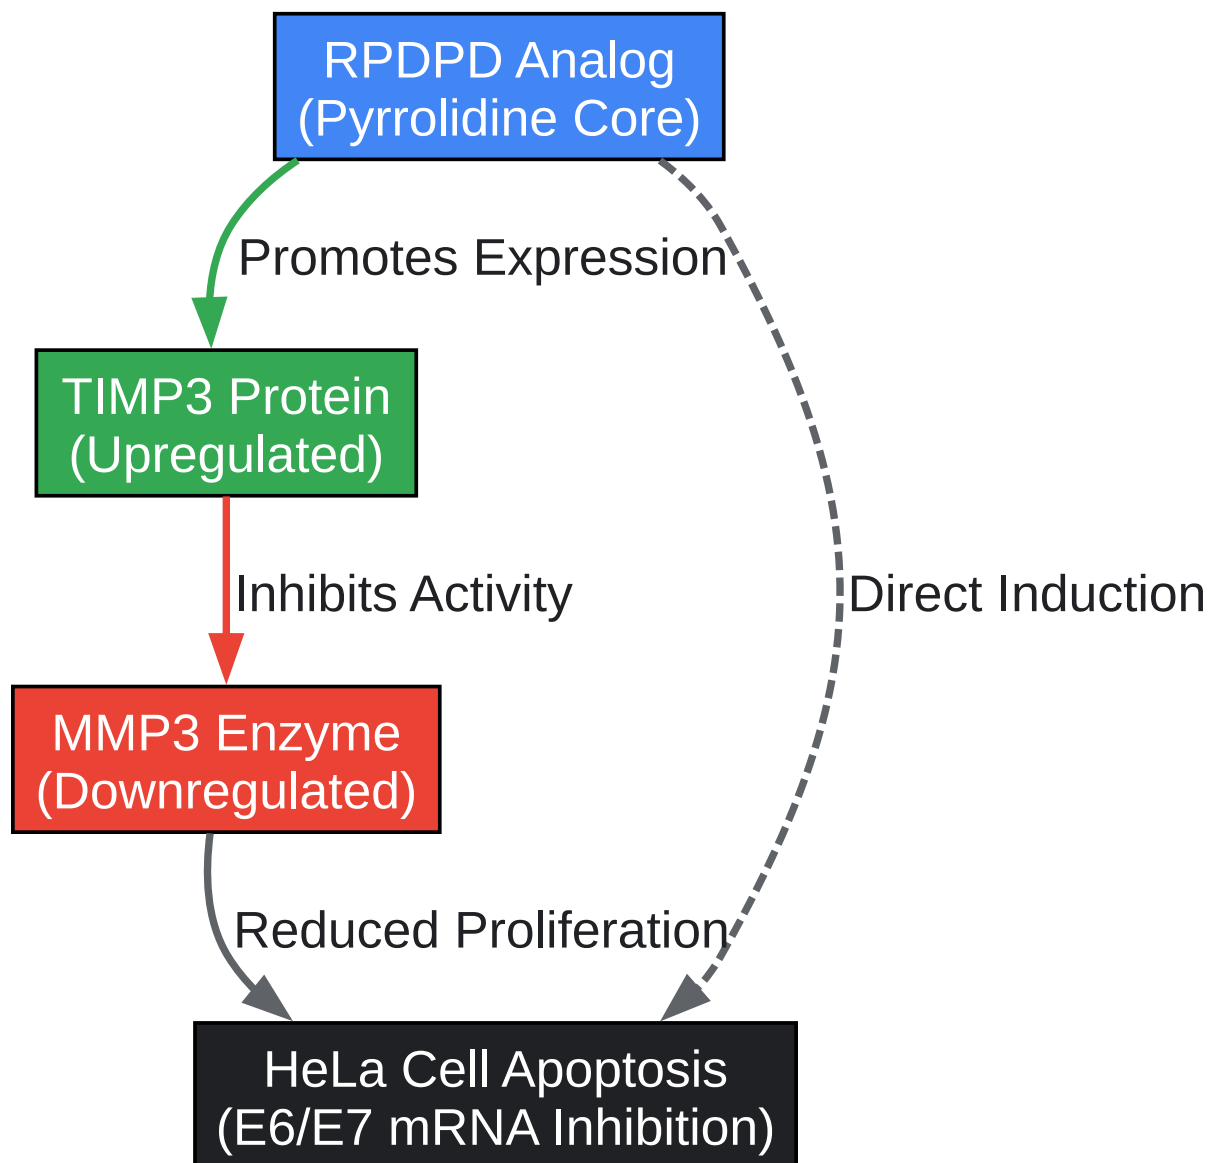 RPDPD Analog
(Pyrrolidine Core)
Promotes Expression
TIMP3 Protein
(Upregulated)
Inhibits Activity
Direct Induction
MMP3 Enzyme
(Downregulated)
Reduced Proliferation
HeLa Cell Apoptosis
(E6/E7 mRNA Inhibition)